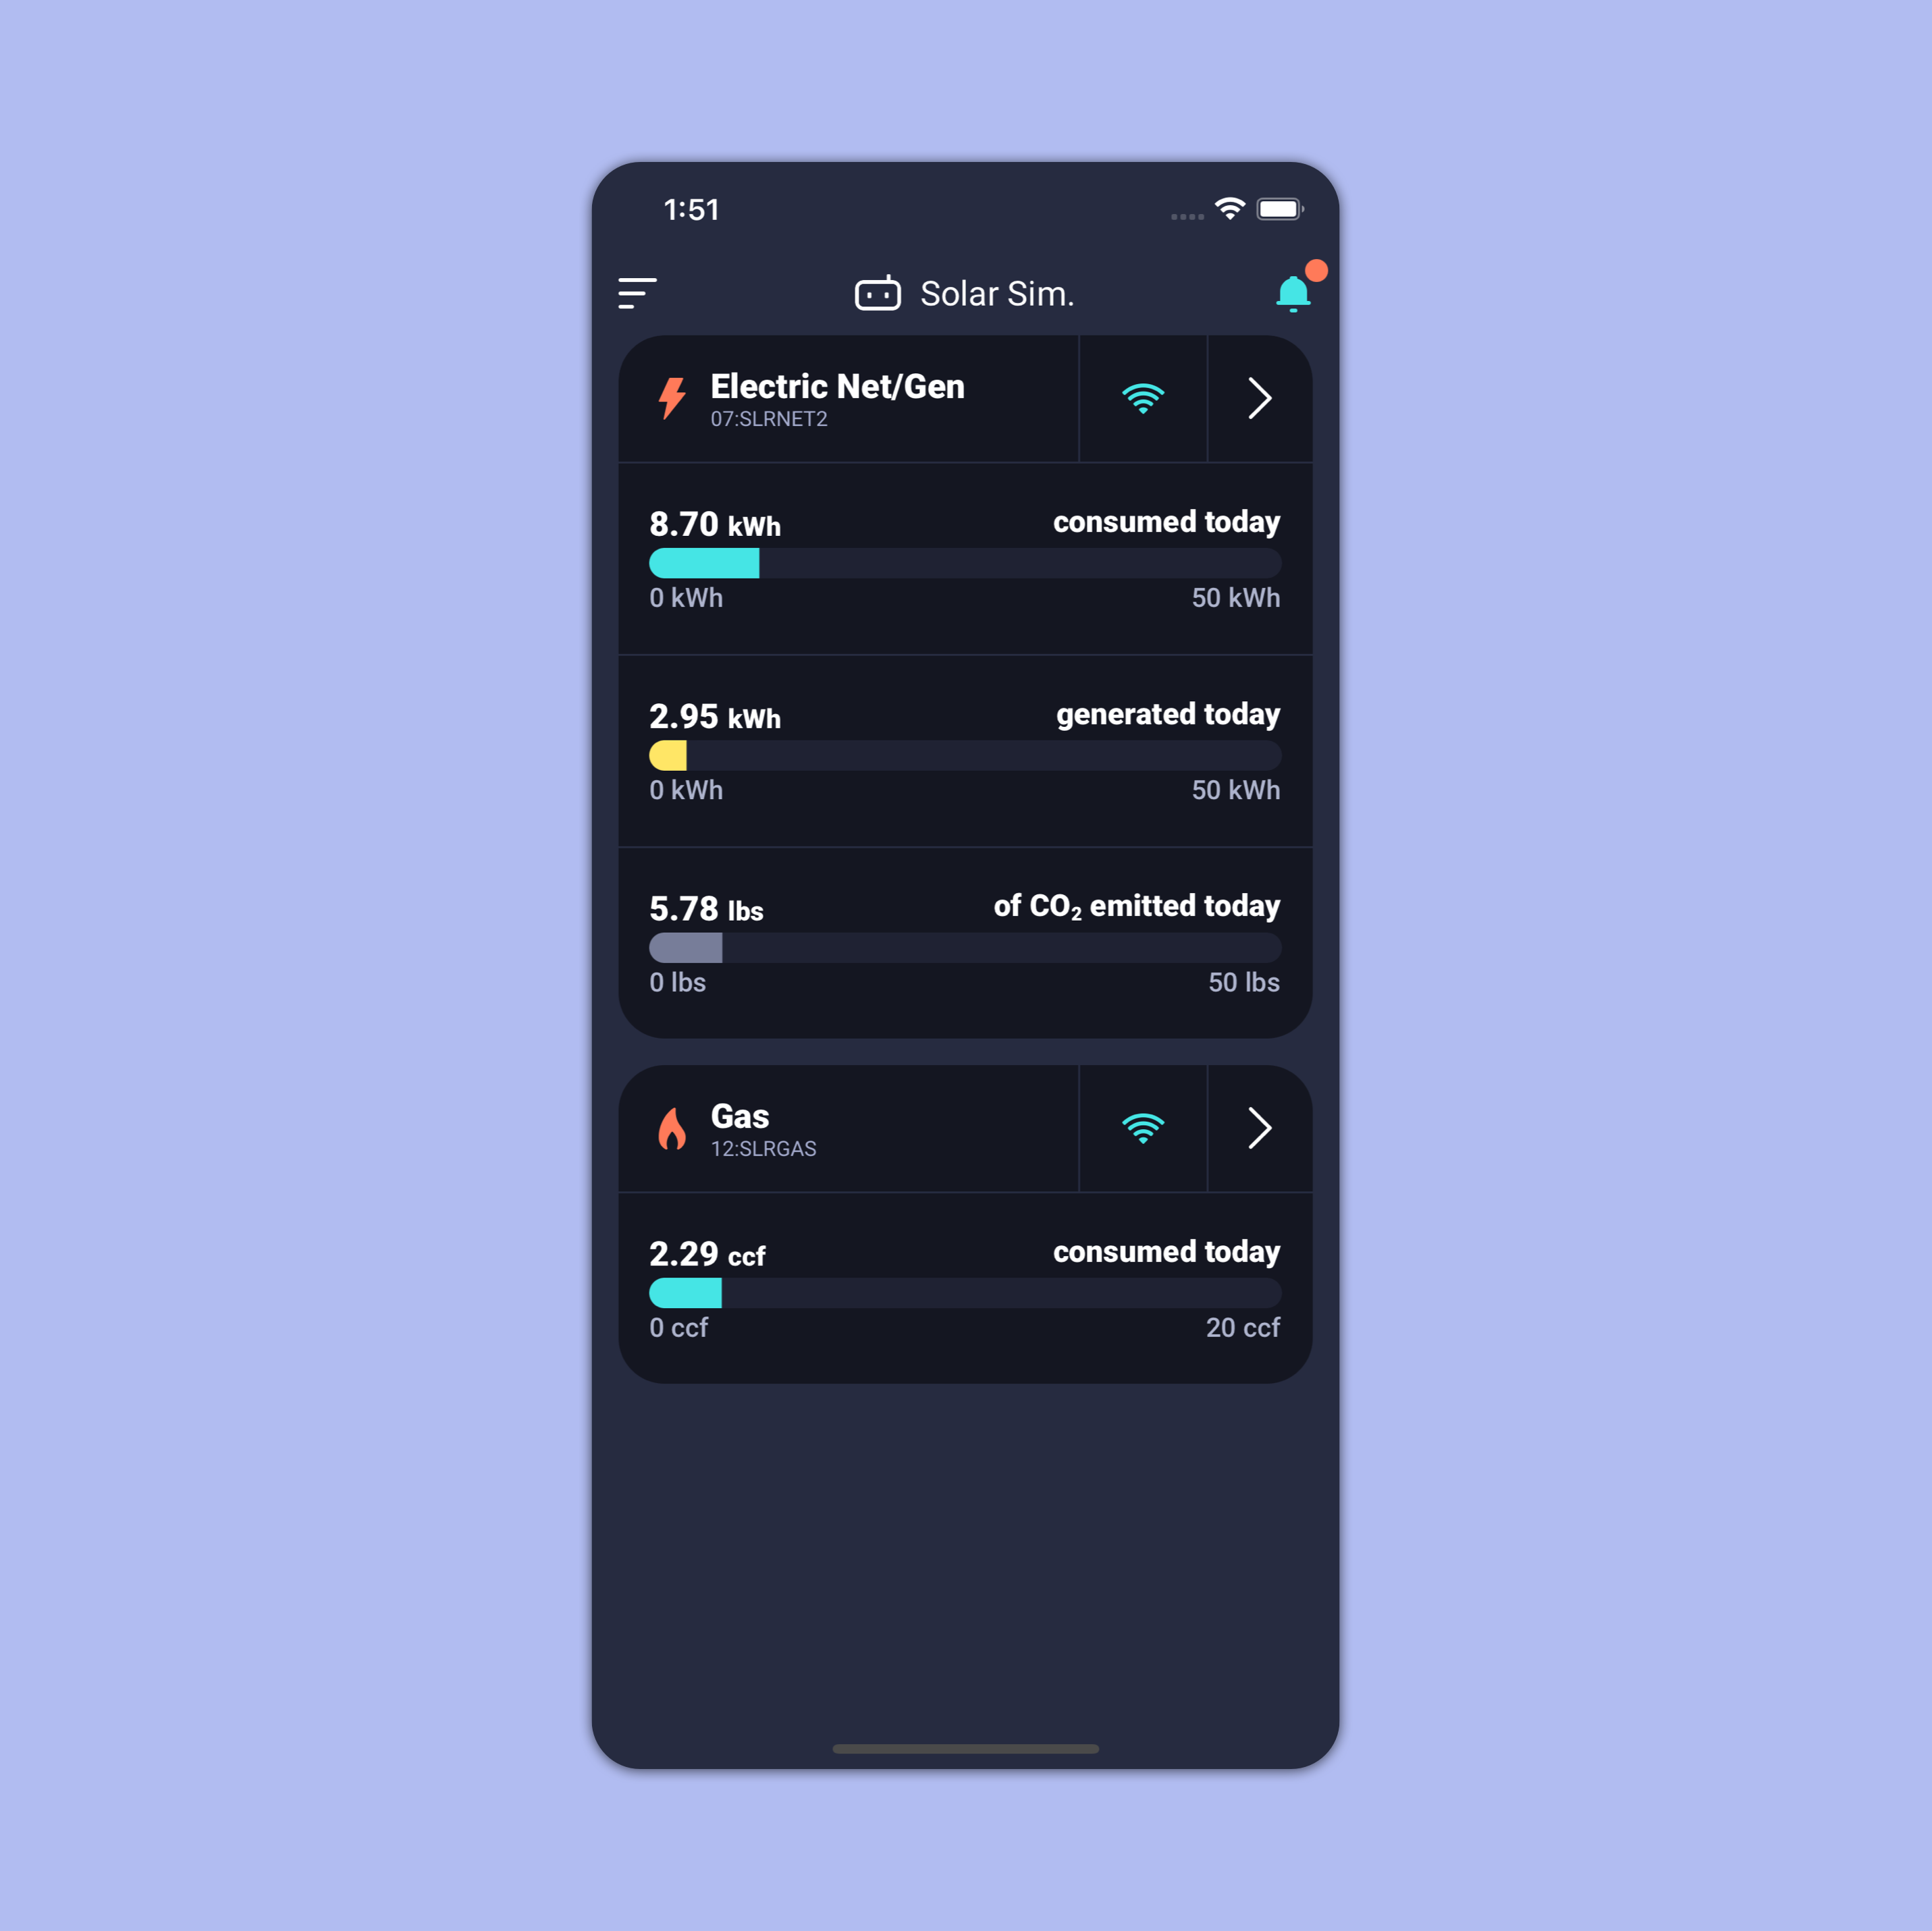 1:51
Solar Sim.
Electric Net/Gen
07:SLRNET2
8.70 kWh consumed today
0 kWh 50 kWh
2.95 kWh generated today
0 kWh 50 kWh
5.78 lbs of CO₂ emitted today
0 lbs 50 lbs
Gas
12:SLRGAS
2.29 ccf consumed today
0 ccf 20 ccf